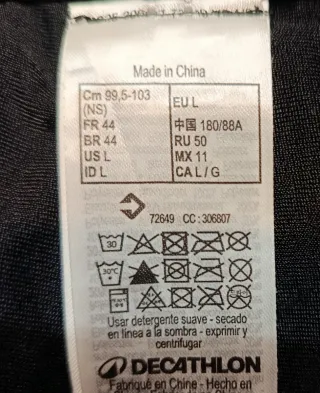 Made in China
Cm 99,5-103
(NS)
FR 44
BR 44
US L
ID L
EU L
中国 180/88A
RU 50
MX 11
CA L / G
72649 CC : 306807
30
30°C
Usar detergente suave - secado
en línea a la sombra - exprimir y
centrifugar
DECATHLON
Fabriqué en Chine - Hecho en